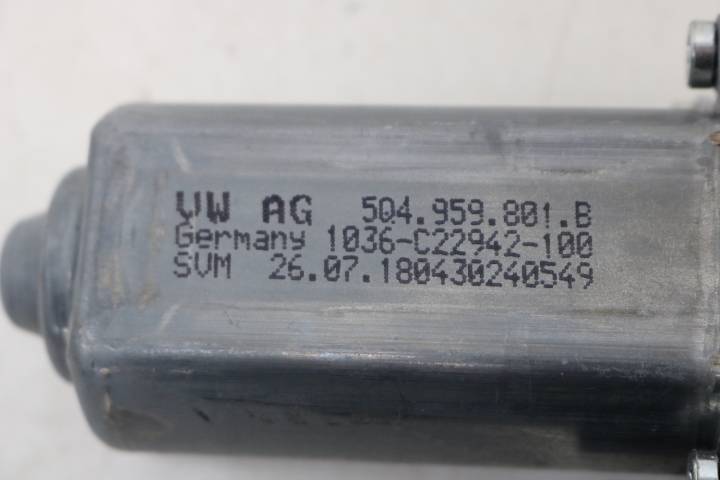 VW AG 5Q4.959.801.B
Germany 1036-C22942-100
SVM 26.07.180430240549